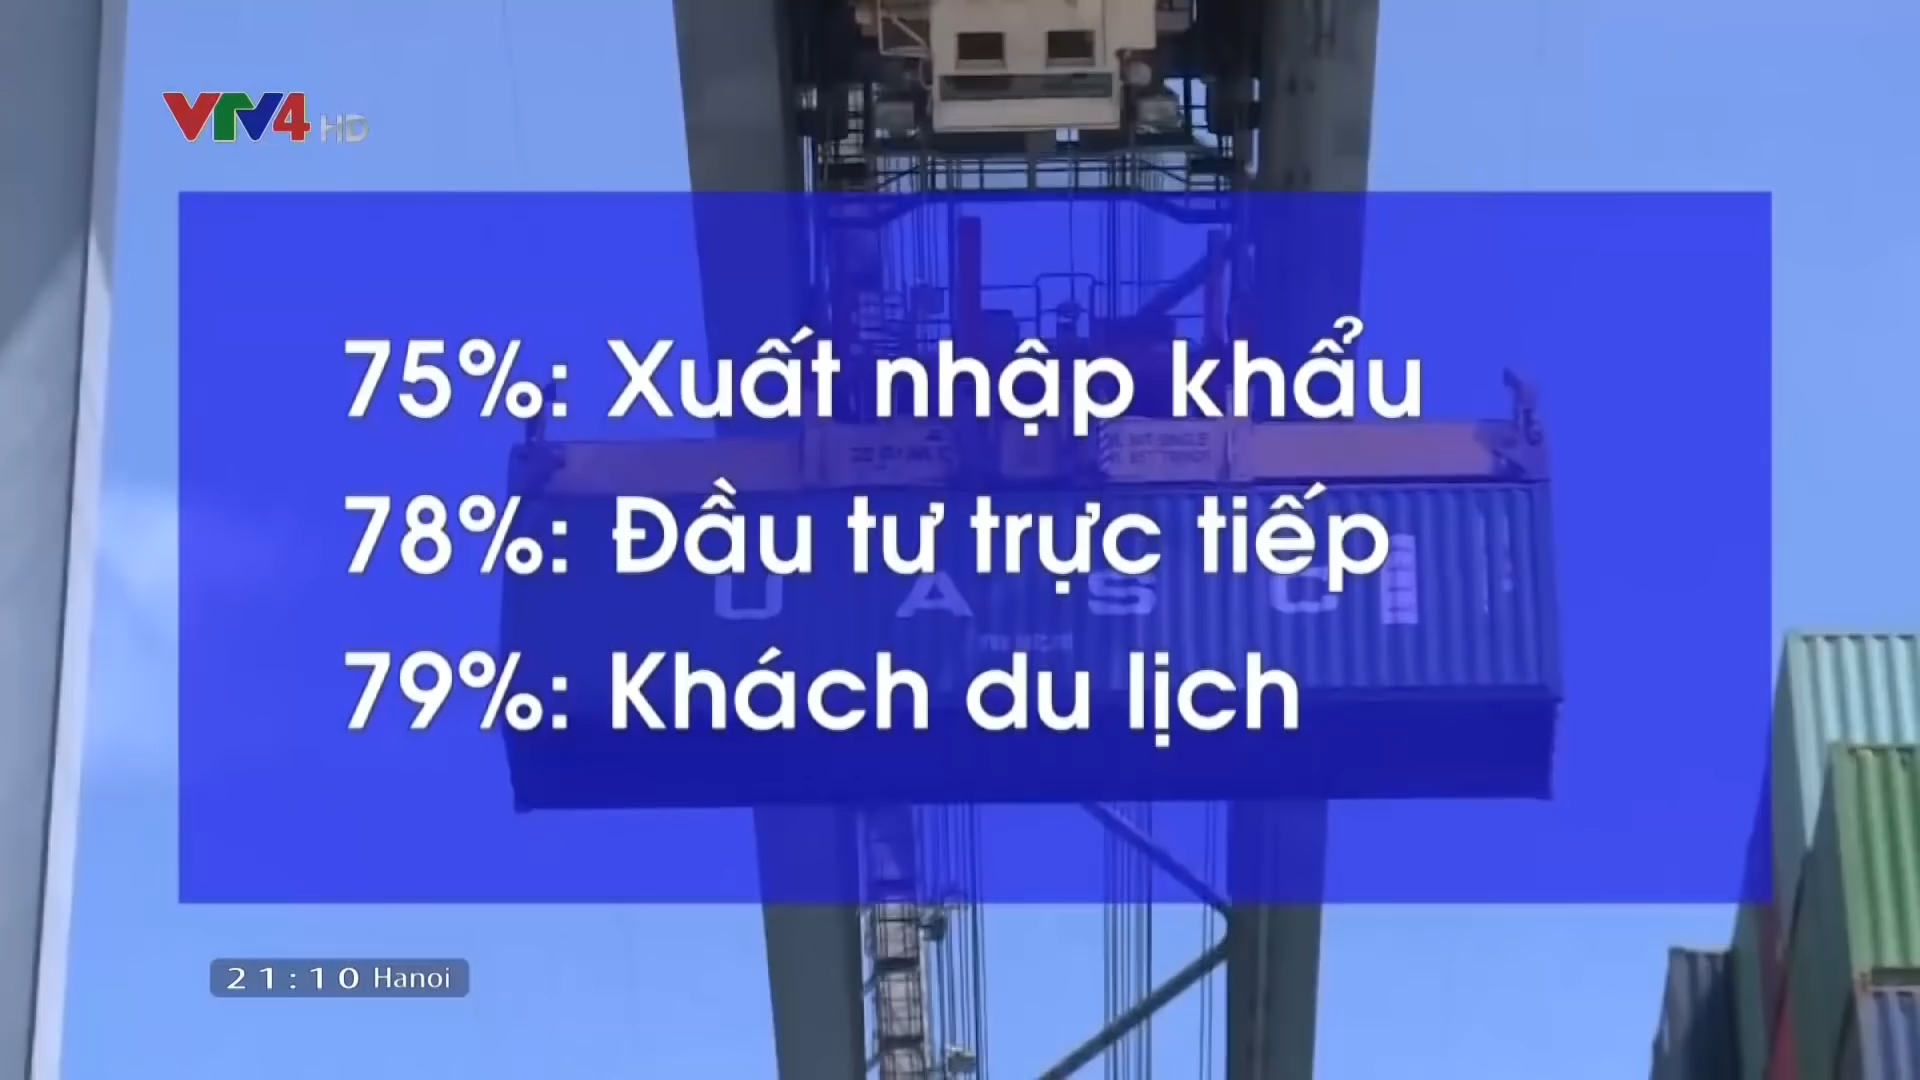 VTV4 HD
75%: Xuất nhập khẩu
78%: Đầu tư trực tiếp
U A S C
79%: Khách du lịch
21:10 Hanoi